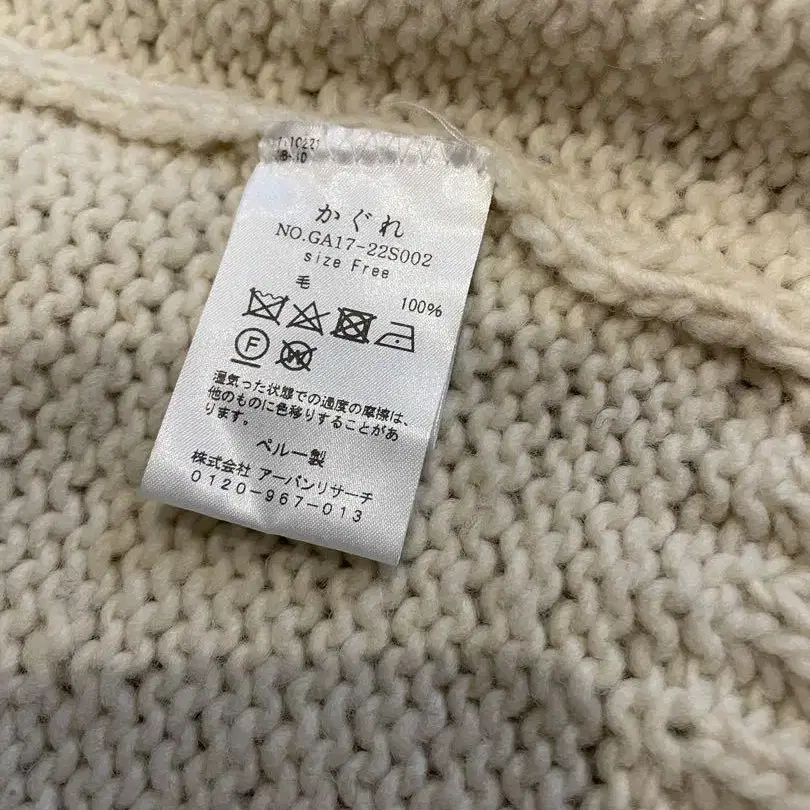 かぐれ
NO.GA17-22S002
size Free
毛 100%
F W
湿気った状態での過度の摩擦は、
他のものに色移りすることがあ
ります。
ペルー製
株式会社 アーバンリサーチ
0120-967-013